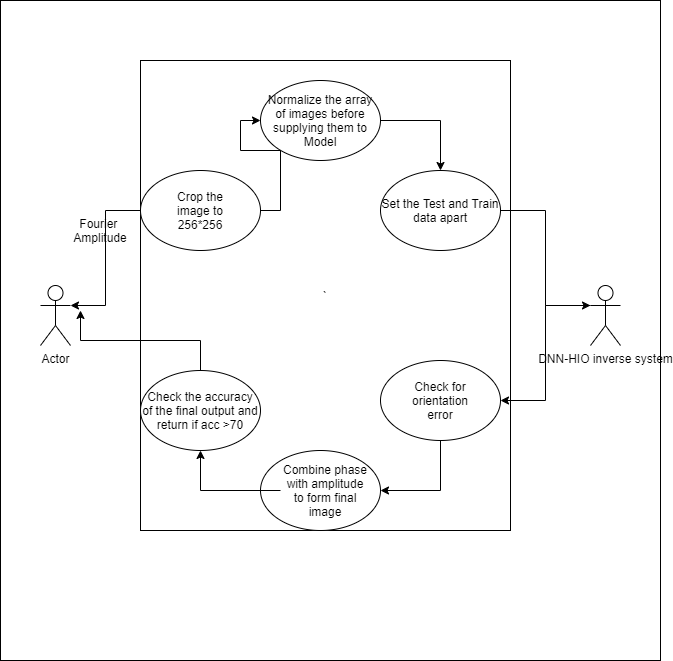 Normalize the array
of images before
supplying them to
Model
Crop the
image to
256*256
Set the Test and Train
data apart
Fourier
Amplitude
Actor
DNN-HIO inverse system
Check for
orientation
error
Check the accuracy
of the final output and
return if acc >70
Combine phase
with amplitude
to form final
image